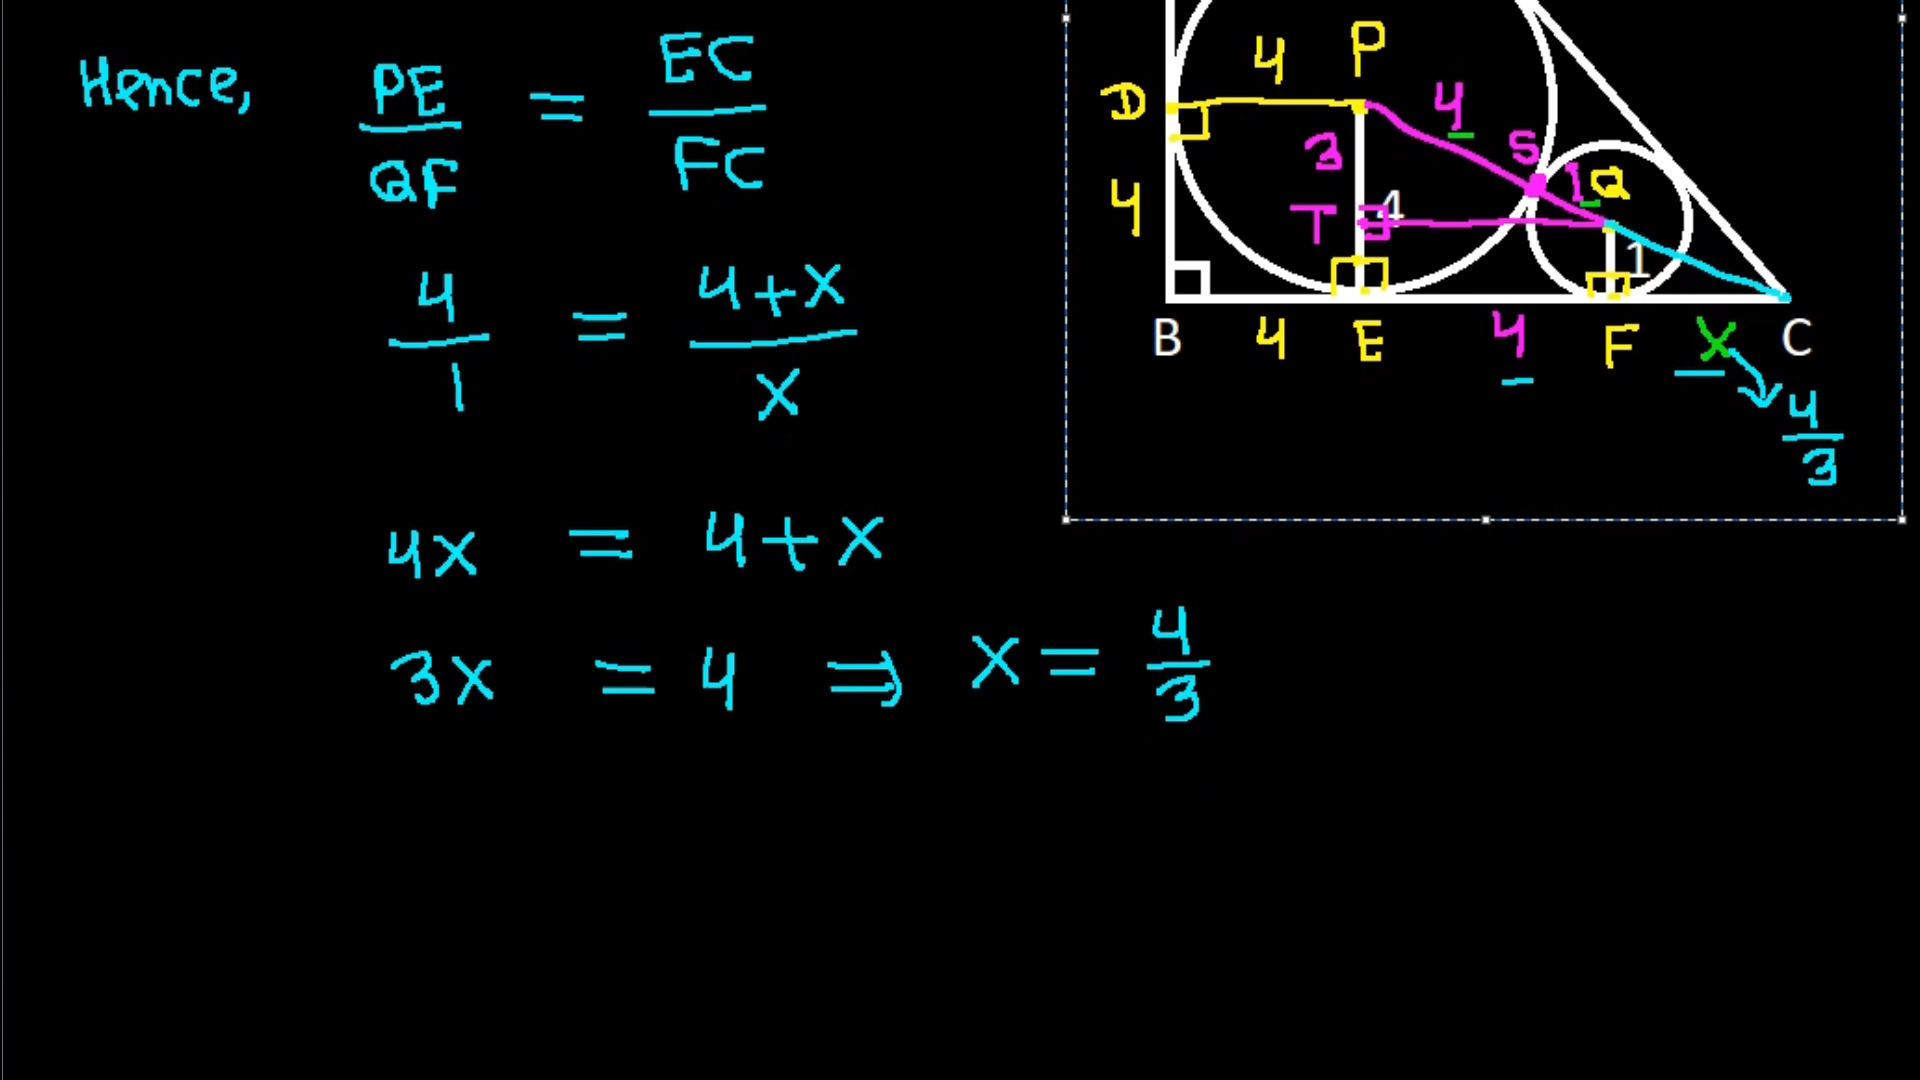 Hence, PE/QF = EC/FC
4/1 = 4+x/x
4x = 4+x
3x = 4 ⇒ x = 4/3
4 P
D 4
3 S
4 T 4 1 Q
1
B 4 E 4 F x C
4/3